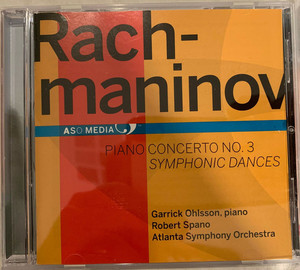 Rach-
maninov
ASO MEDIA
PIANO CONCERTO NO. 3
SYMPHONIC DANCES
Garrick Ohlsson, piano
Robert Spano
Atlanta Symphony Orchestra